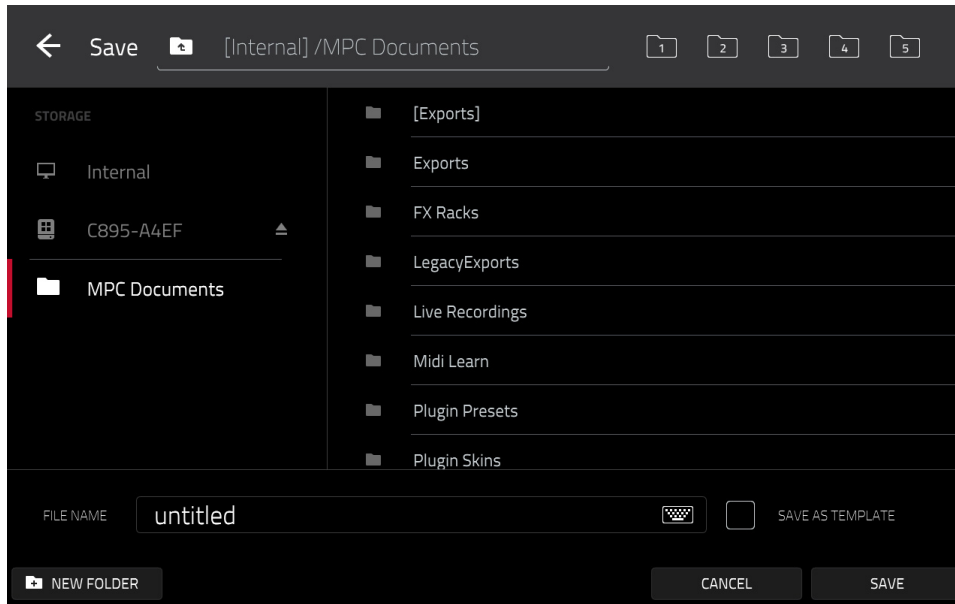 Save [Internal] /MPC Documents 1 2 3 4 5
STORAGE
Internal
C895-A4EF
MPC Documents
[Exports]
Exports
FX Racks
LegacyExports
Live Recordings
Midi Learn
Plugin Presets
Plugin Skins
FILE NAME untitled SAVE AS TEMPLATE
NEW FOLDER CANCEL SAVE